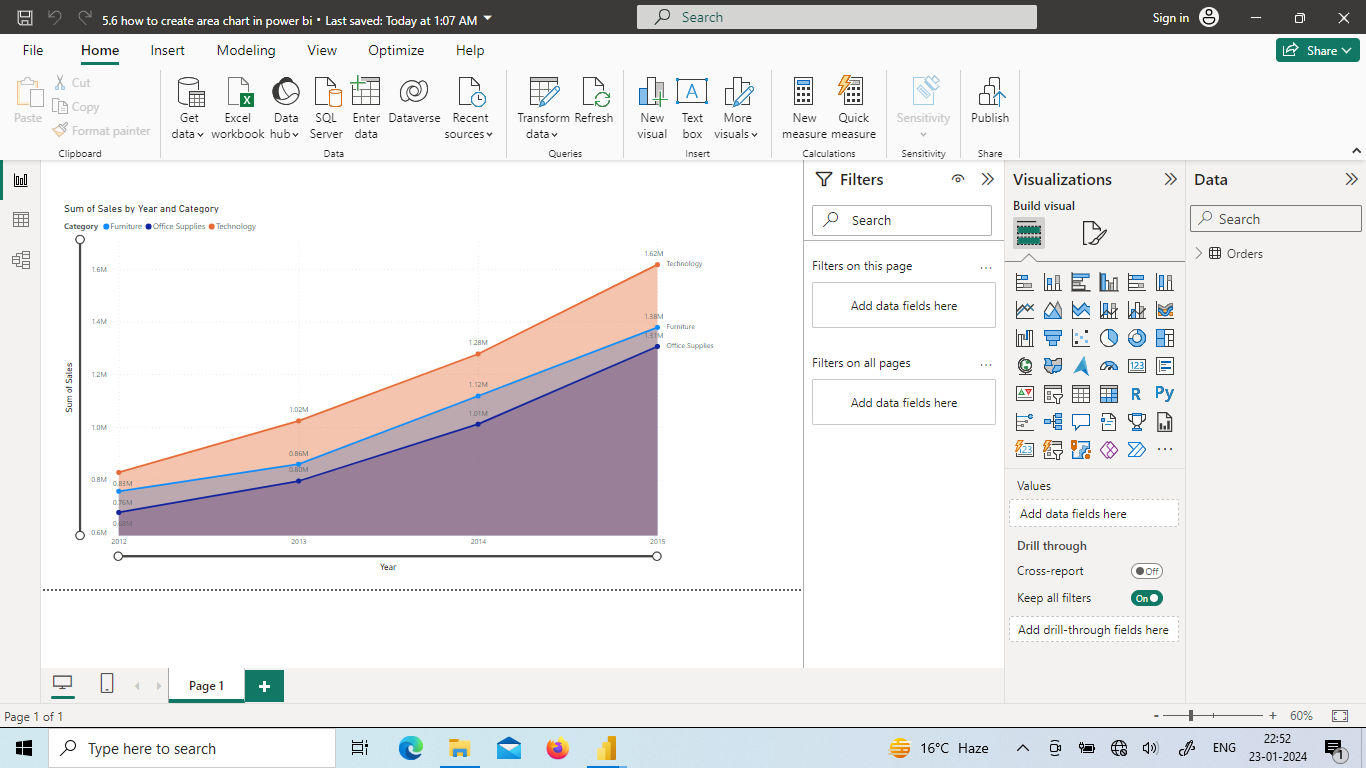 5.6 how to create area chart in power bi • Last saved: Today at 1:07 AM
Search
Sign in
File Home Insert Modeling View Optimize Help
Share
Paste
Cut
Copy
Format painter
Clipboard
Get data
Excel workbook
Data hub
SQL Server
Enter data
Dataverse
Recent sources
Data
Transform data
Refresh
Queries
New visual
Text box
More visuals
Insert
New measure
Quick measure
Calculations
Sensitivity
Sensitivity
Publish
Share
Sum of Sales by Year and Category
Category Furniture Office Supplies Technology
Sum of Sales
1.6M
1.4M
1.2M
1.0M
0.8M
0.6M
0.83M
0.76M
0.68M
1.02M
0.86M
0.80M
1.28M
1.12M
1.01M
1.62M
1.38M
1.31M
Technology
Furniture
Office Supplies
2012 2013 2014 2015
Year
Filters
Search
Filters on this page
Add data fields here
Filters on all pages
Add data fields here
Visualizations
Build visual
123
R
Py
123
Values
Add data fields here
Drill through
Cross-report
Off
Keep all filters
On
Add drill-through fields here
Data
Search
Orders
Page 1
Page 1 of 1
- + 60%
Type here to search
16°C Haze
ENG
22:52
23-01-2024
1